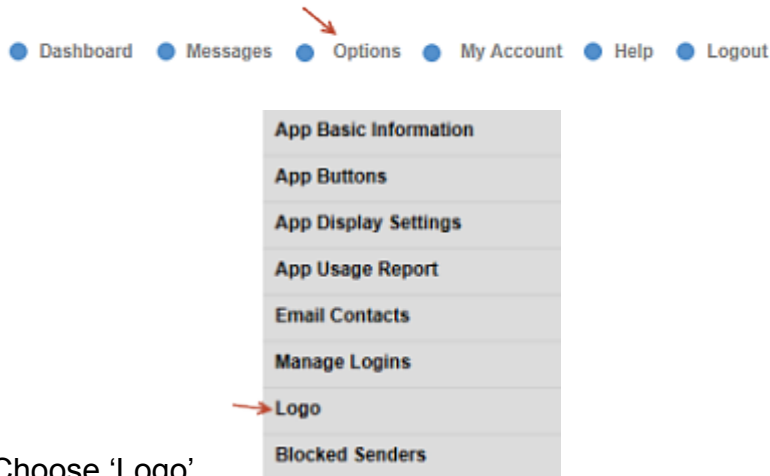 Dashboard Messages Options My Account Help Logout
App Basic Information
App Buttons
App Display Settings
App Usage Report
Email Contacts
Manage Logins
Logo
Blocked Senders
Choose ‘Logo’